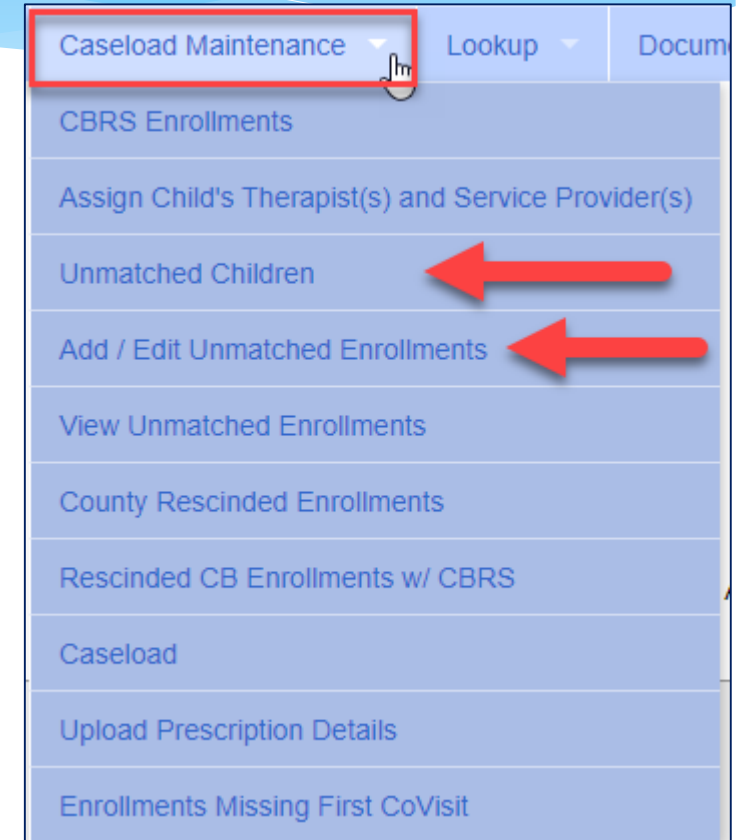 Caseload Maintenance Lookup Docum
CBRS Enrollments
Assign Child's Therapist(s) and Service Provider(s)
Unmatched Children
Add / Edit Unmatched Enrollments
View Unmatched Enrollments
County Rescinded Enrollments
Rescinded CB Enrollments w/ CBRS
Caseload
Upload Prescription Details
Enrollments Missing First CoVisit